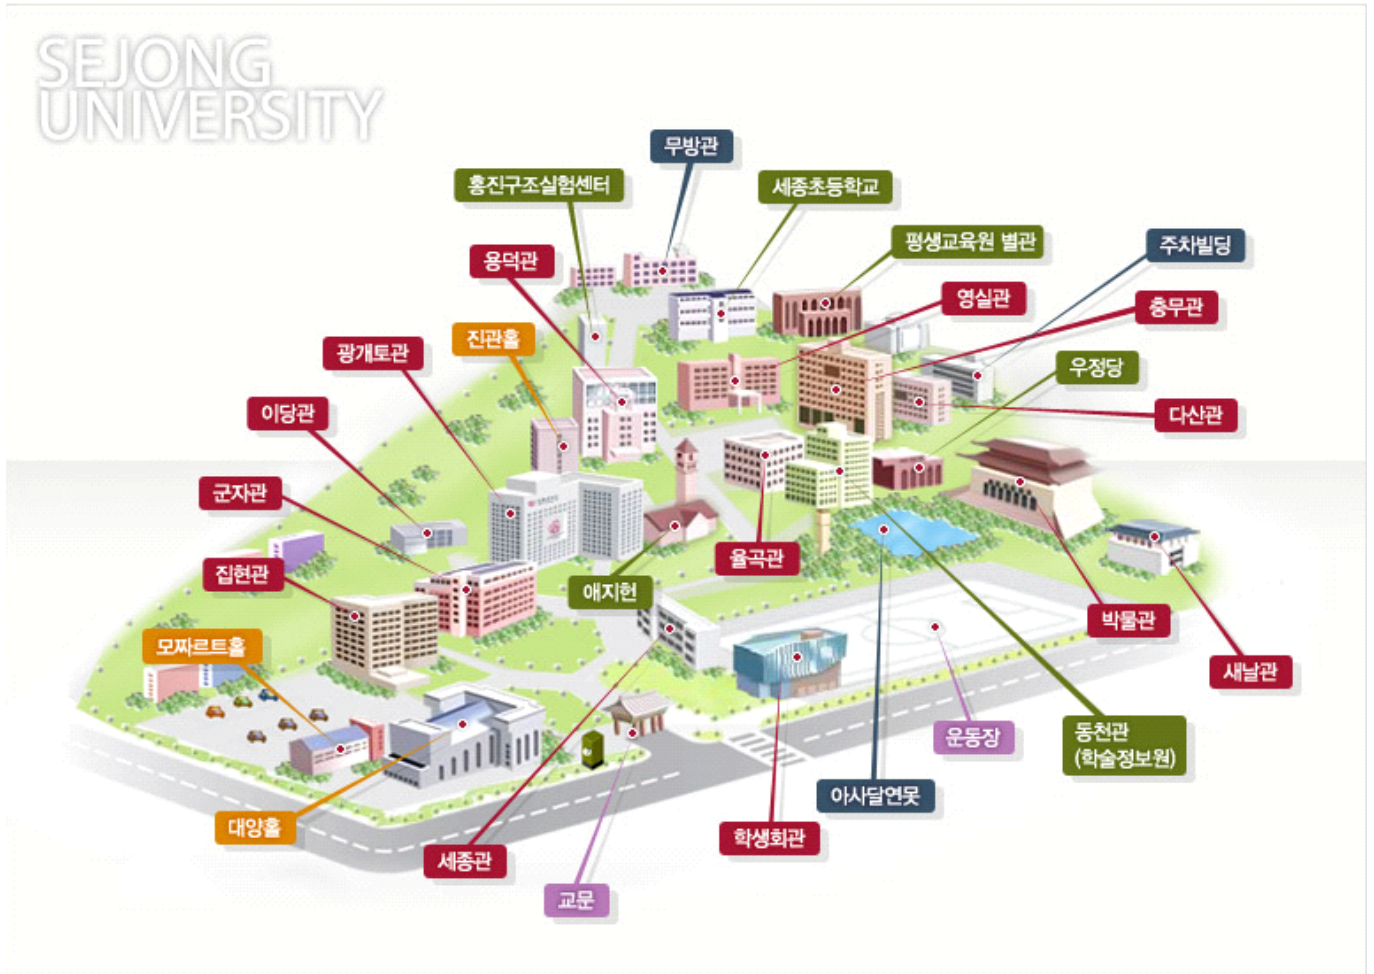 SEJONG
UNIVERSITY
무방관
홍진구조실험센터
세종초등학교
평생교육원 별관
주차빌딩
용덕관
영실관
충무관
진관홀
광개토관
우정당
이당관
다산관
군자관
율곡관
집현관
애지헌
박물관
모짜르트홀
새날관
운동장
동천관
(학술정보원)
아사달연못
대양홀
학생회관
세종관
교문